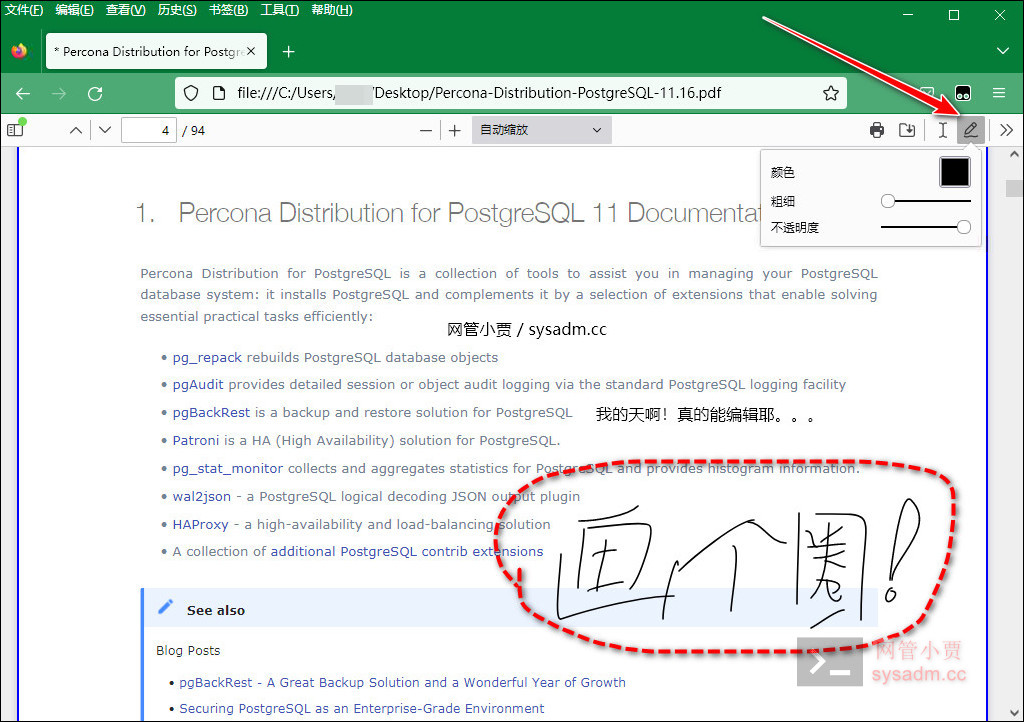 文件(F) 编辑(E) 查看(V) 历史(S) 书签(B) 工具(T) 帮助(H)
* Percona Distribution for Postgre
file:///C:/Users/ /Desktop/Percona-Distribution-PostgreSQL-11.16.pdf
4 / 94
自动缩放
颜色
粗细
不透明度
1. Percona Distribution for PostgreSQL 11 Documentat
Percona Distribution for PostgreSQL is a collection of tools to assist you in managing your PostgreSQL
database system: it installs PostgreSQL and complements it by a selection of extensions that enable solving
essential practical tasks efficiently:
网管小贾 / sysadm.cc
• pg_repack rebuilds PostgreSQL database objects
• pgAudit provides detailed session or object audit logging via the standard PostgreSQL logging facility
• pgBackRest is a backup and restore solution for PostgreSQL
我的天啊！真的能编辑耶。。。
• Patroni is a HA (High Availability) solution for PostgreSQL.
• pg_stat_monitor collects and aggregates statistics for PostgreSQL and provides histogram information.
• wal2json - a PostgreSQL logical decoding JSON output plugin
• HAProxy - a high-availability and load-balancing solution
• A collection of additional PostgreSQL contrib extensions
画个圈！
See also
Blog Posts
• pgBackRest - A Great Backup Solution and a Wonderful Year of Growth
• Securing PostgreSQL as an Enterprise-Grade Environment
网管小贾
sysadm.cc